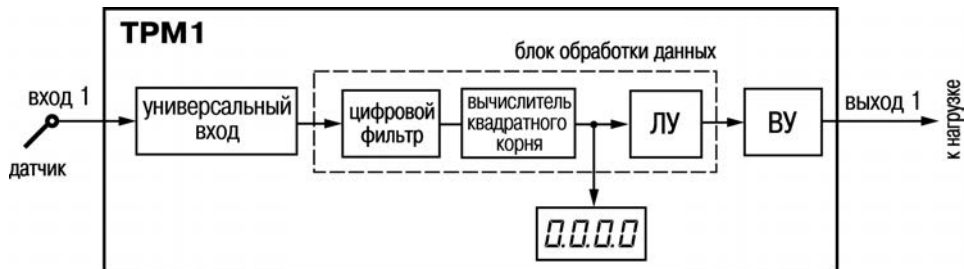 ТРМ1
блок обработки данных
вход 1
датчик
универсальный
вход
цифровой
фильтр
вычислитель
квадратного
корня
ЛУ
ВУ
выход 1
к нагрузке
0.0.0.0